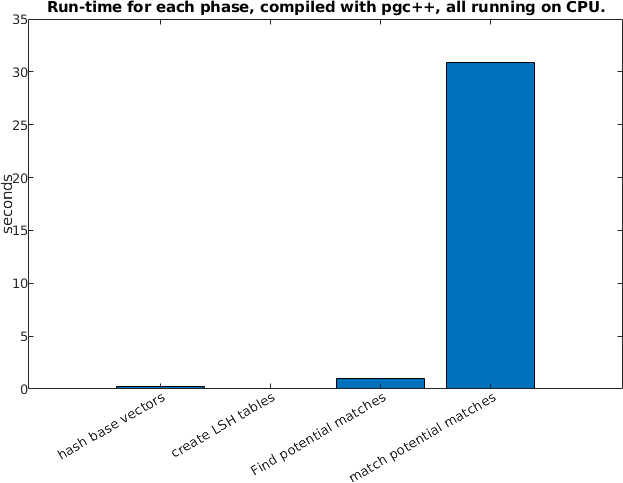 Run-time for each phase, compiled with pgc++, all running on CPU.
35
30
25
20
15
10
5
0
seconds
hash base vectors
create LSH tables
Find potential matches
match potential matches